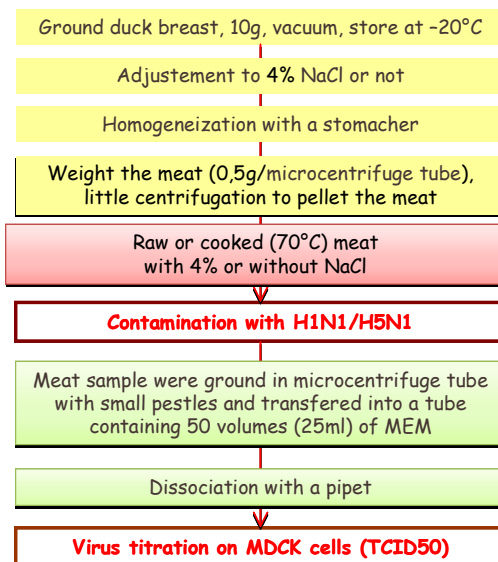 Ground duck breast, 10g, vacuum, store at –20°C
Adjustement to 4% NaCl or not
Homogeneization with a stomacher
Weight the meat (0,5g/microcentrifuge tube),
little centrifugation to pellet the meat
Raw or cooked (70°C) meat
with 4% or without NaCl
Contamination with H1N1/H5N1
Meat sample were ground in microcentrifuge tube
with small pestles and transfered into a tube
containing 50 volumes (25ml) of MEM
Dissociation with a pipet
Virus titration on MDCK cells (TCID50)